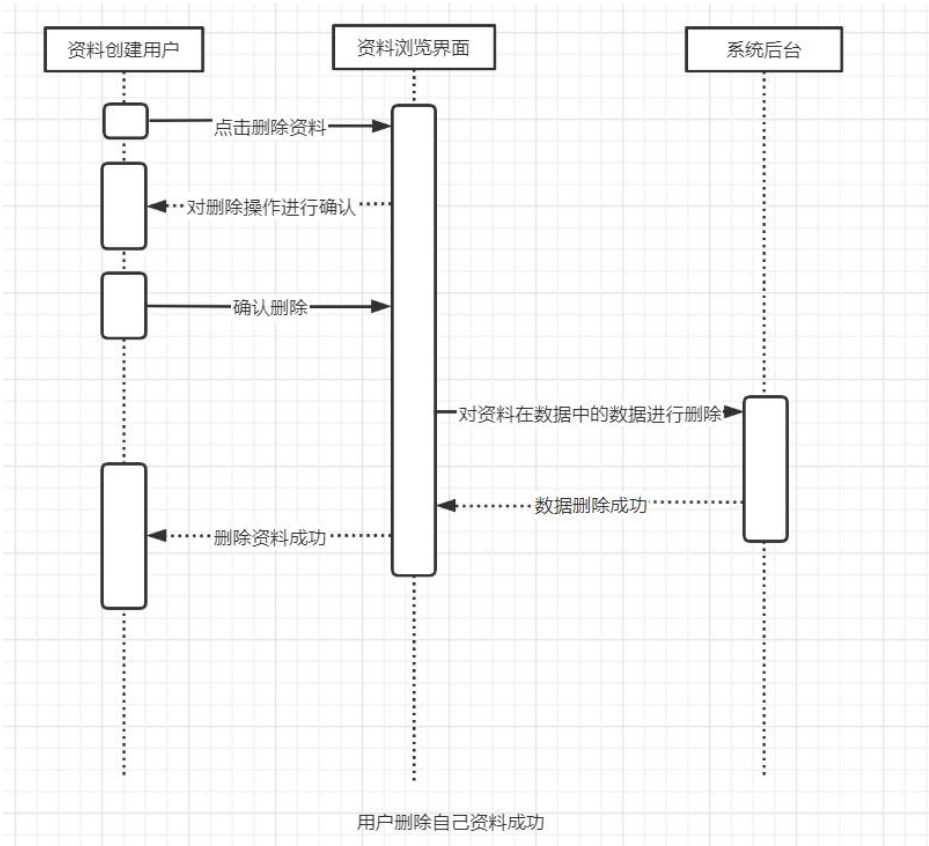 资料创建用户
资料浏览界面
系统后台
点击删除资料
对删除操作进行确认
确认删除
对资料在数据中的数据进行删除
数据删除成功
删除资料成功
用户删除自己资料成功